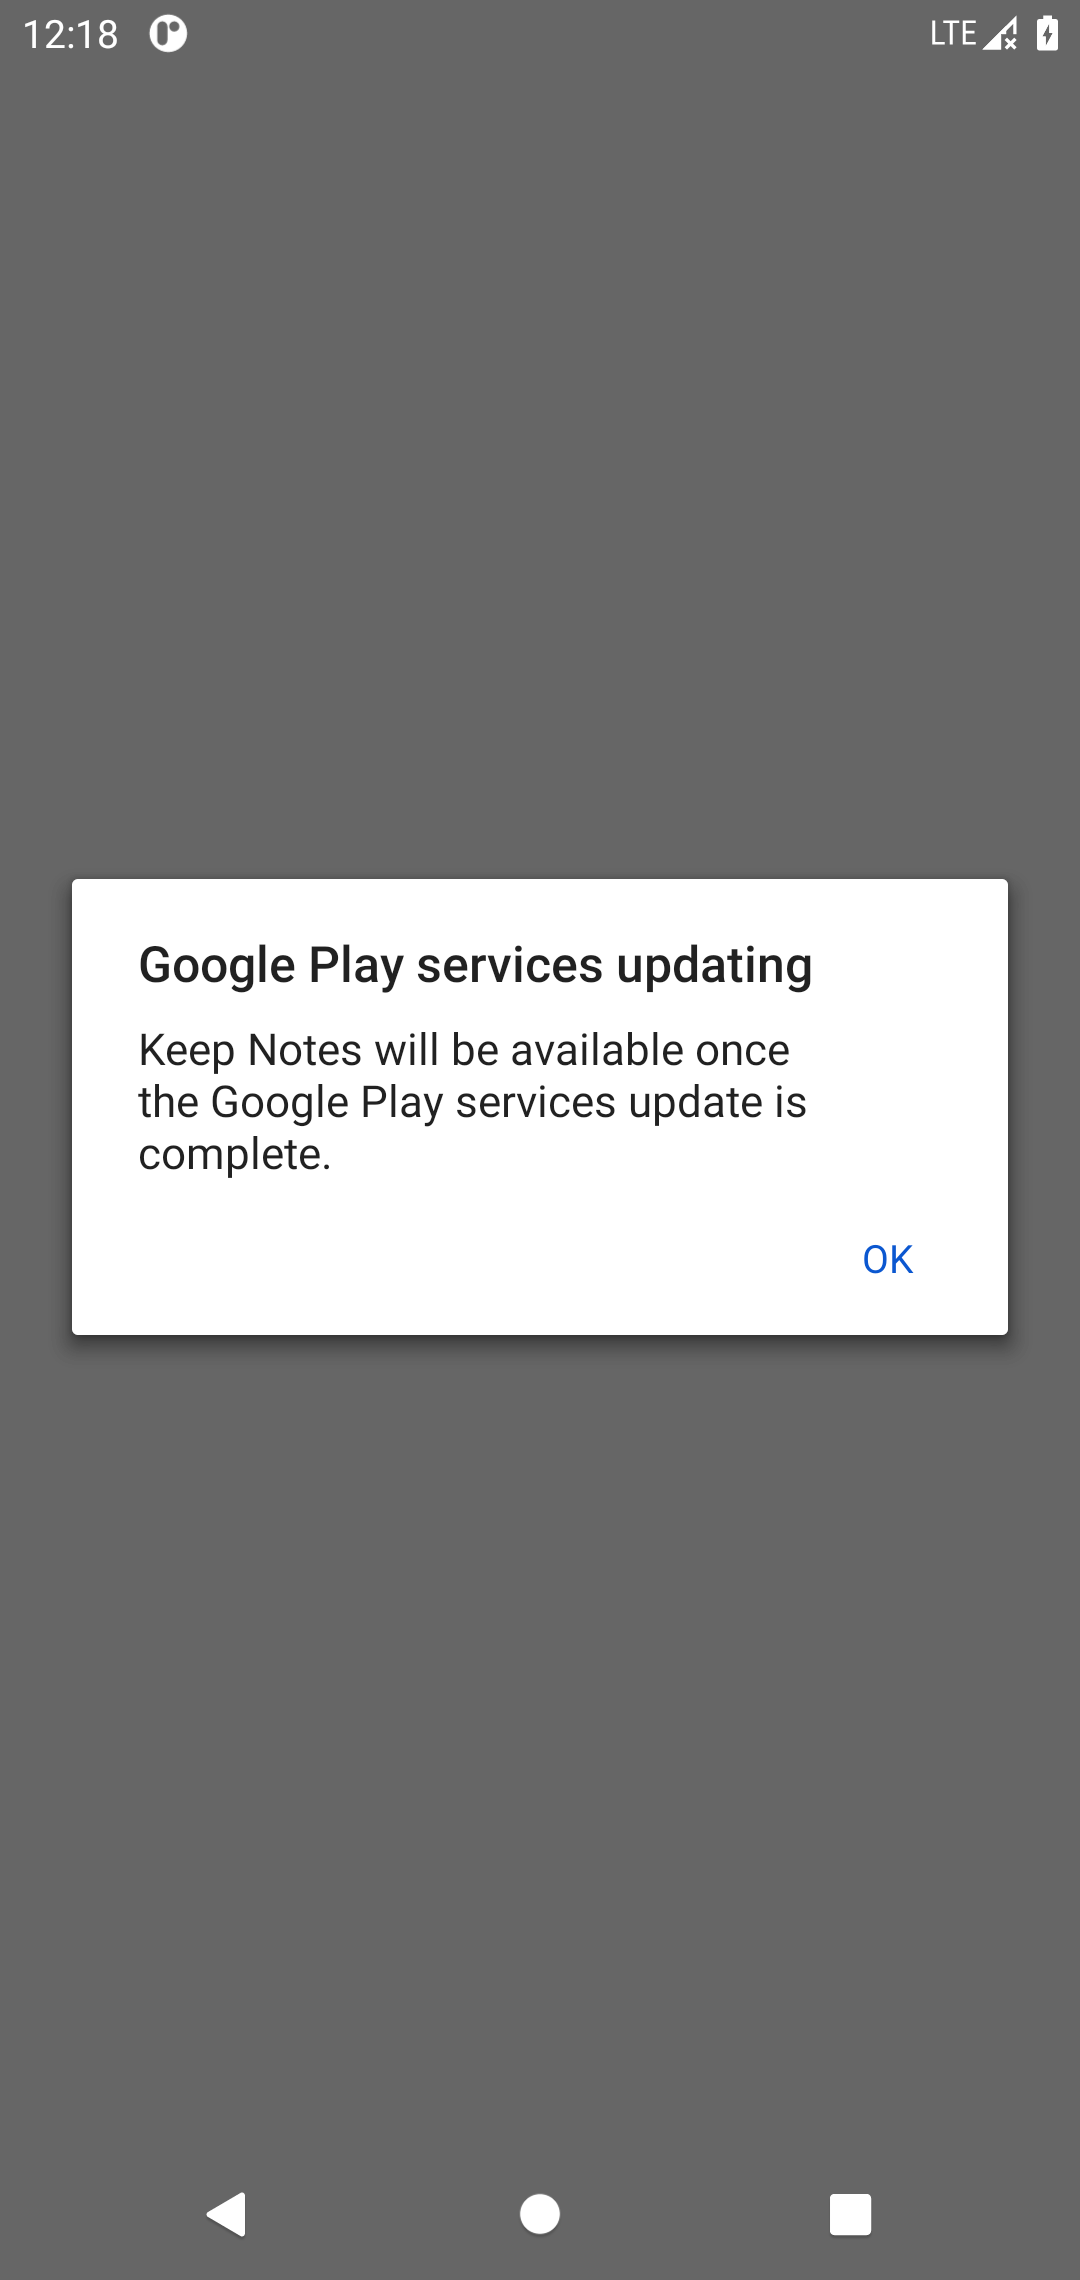 12:18
LTE
Google Play services updating
Keep Notes will be available once
the Google Play services update is
complete.
OK